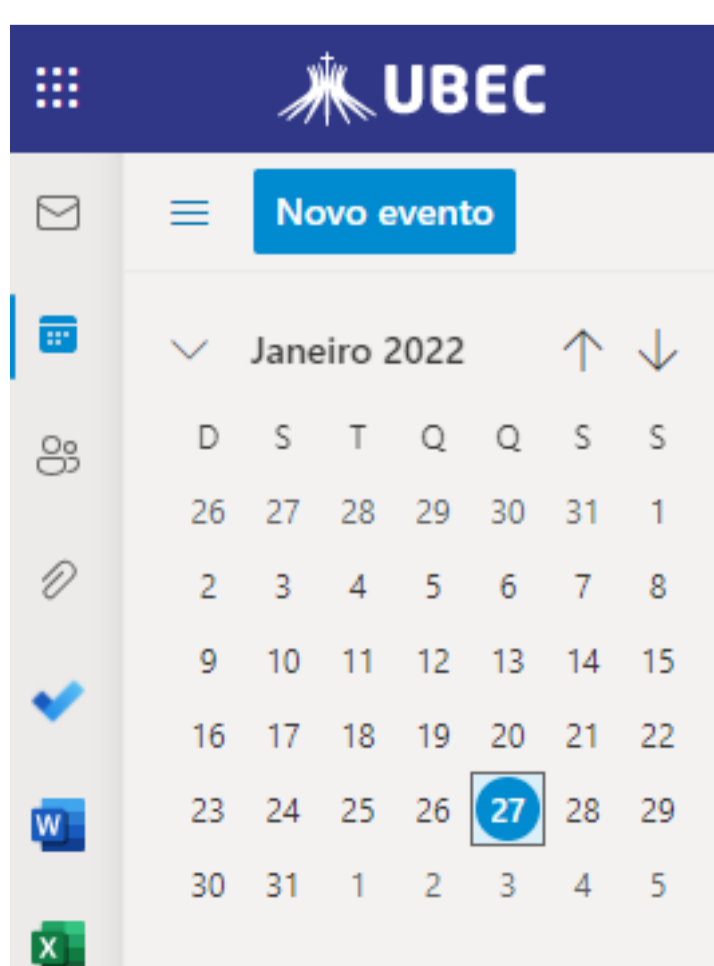 UBEC
Novo evento
Janeiro 2022
D S T Q Q S S
26 27 28 29 30 31 1
2 3 4 5 6 7 8
9 10 11 12 13 14 15
16 17 18 19 20 21 22
23 24 25 26 27 28 29
30 31 1 2 3 4 5
W
X